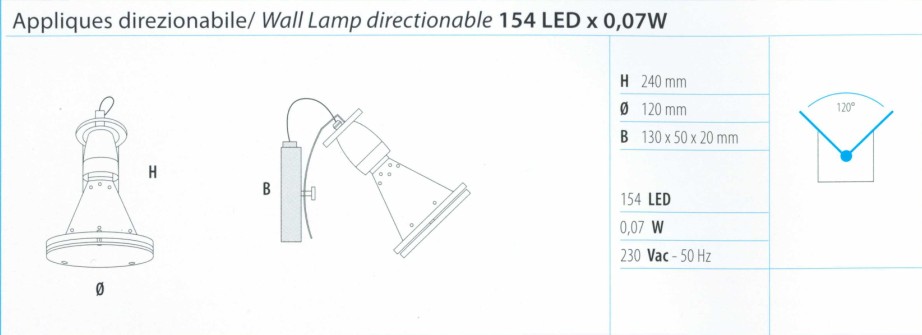 Appliques direzionabile/ Wall Lamp directionable 154 LED x 0,07W
H 240 mm
Ø 120 mm
B 130 x 50 x 20 mm
120°
H
B
Ø
154 LED
0,07 W
230 Vac - 50 Hz